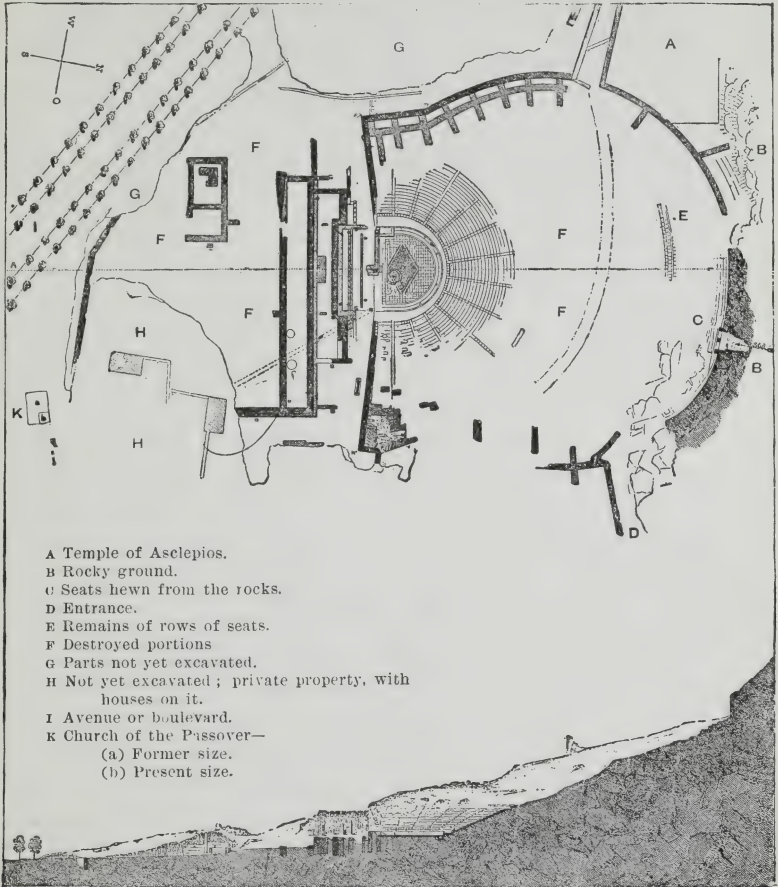 W
S
N
O
G
A
F
B
G
I
F
E
F
A
F
F
H
C
B
K
H
D
A Temple of Asclepios.
B Rocky ground.
C Seats hewn from the rocks.
D Entrance.
E Remains of rows of seats.
F Destroyed portions
G Parts not yet excavated.
H Not yet excavated; private property, with
houses on it.
I Avenue or boulevard.
K Church of the Passover—
(a) Former size.
(b) Present size.